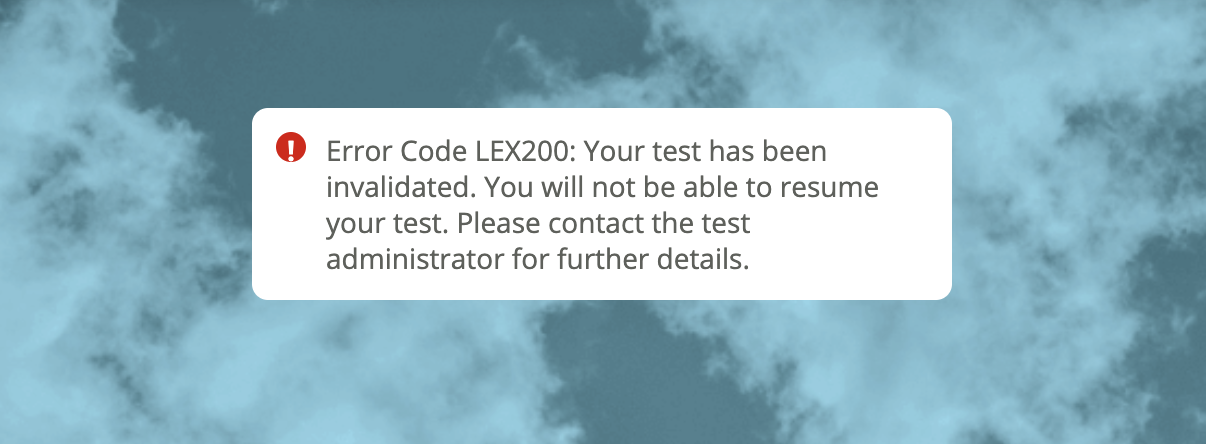 Error Code LEX200: Your test has been
invalidated. You will not be able to resume
your test. Please contact the test
administrator for further details.